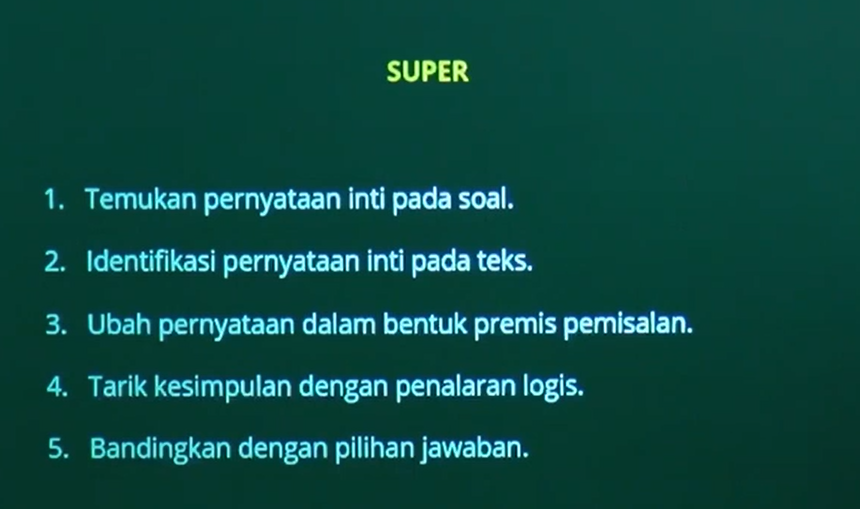 SUPER
1. Temukan pernyataan inti pada soal.
2. Identifikasi pernyataan inti pada teks.
3. Ubah pernyataan dalam bentuk premis pemisalan.
4. Tarik kesimpulan dengan penalaran logis.
5. Bandingkan dengan pilihan jawaban.